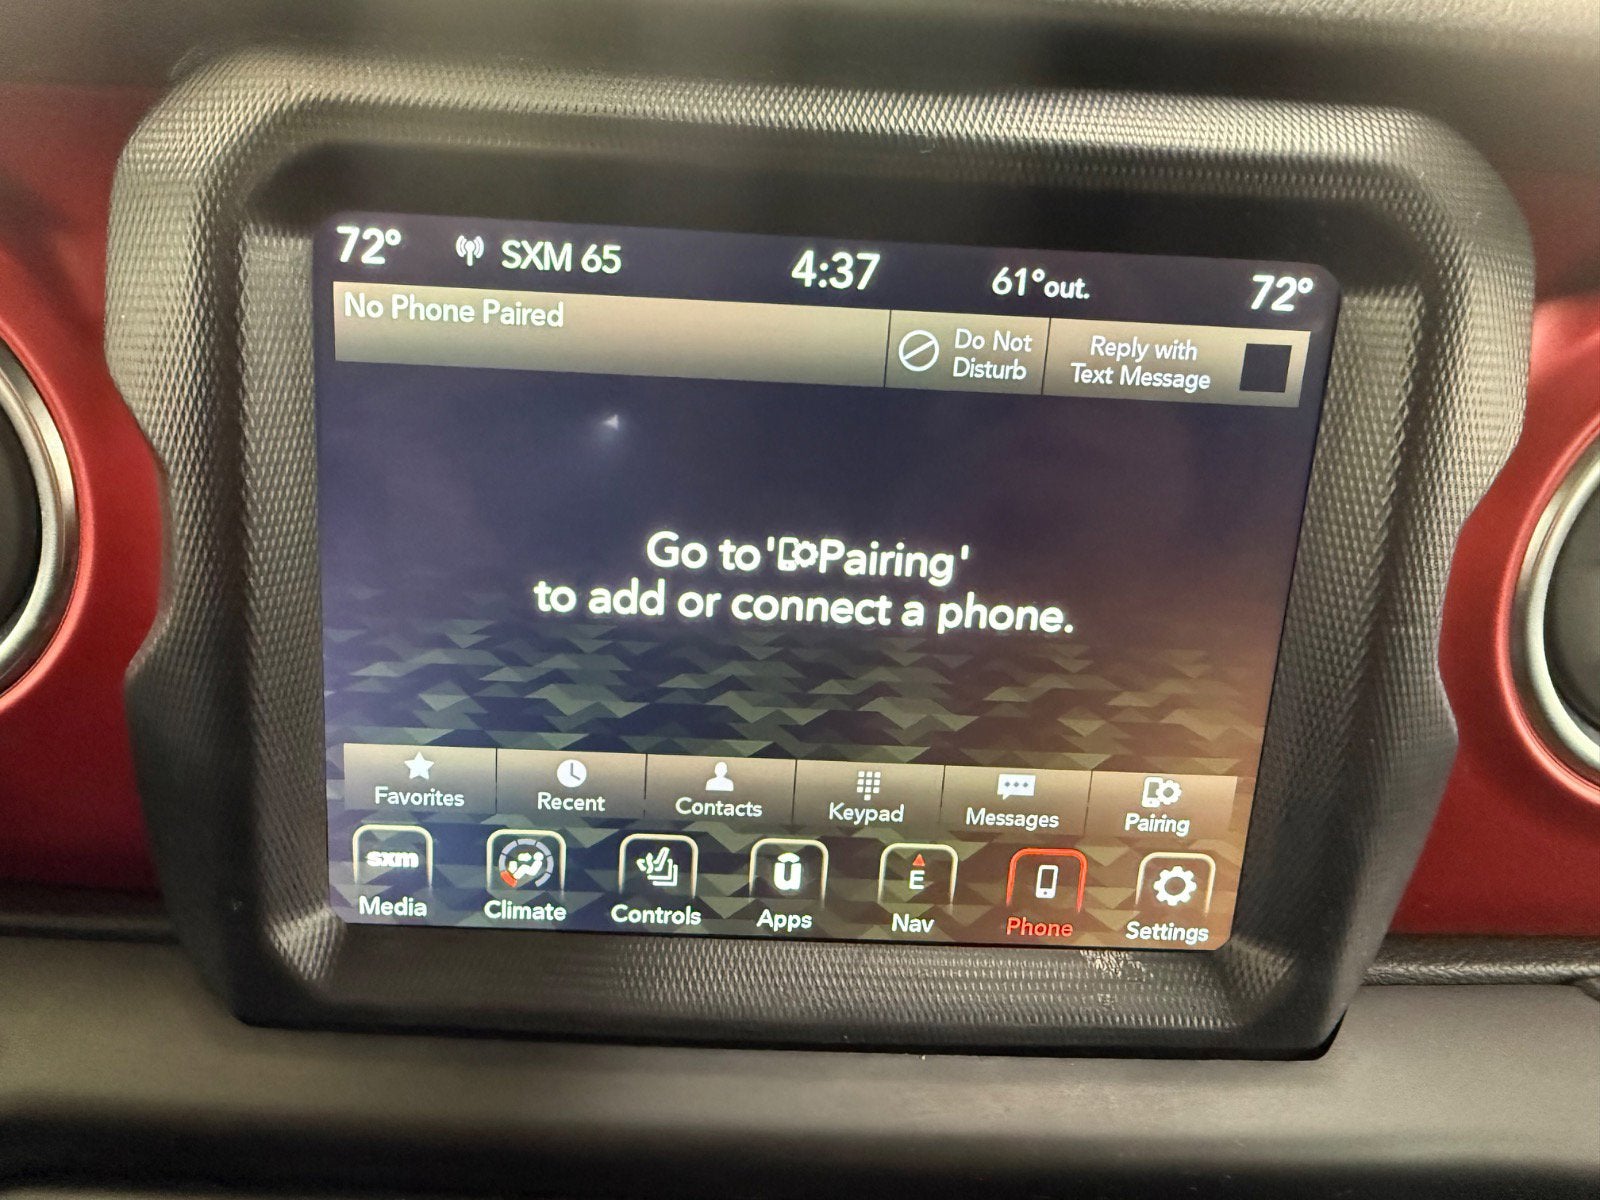 72° SXM 65 4:37 61°out. 72°
No Phone Paired
Do Not
Disturb
Reply with
Text Message
Go to 'Pairing'
to add or connect a phone.
Favorites Recent Contacts Keypad Messages Pairing
sxm ū E
Media Climate Controls Apps Nav Phone Settings